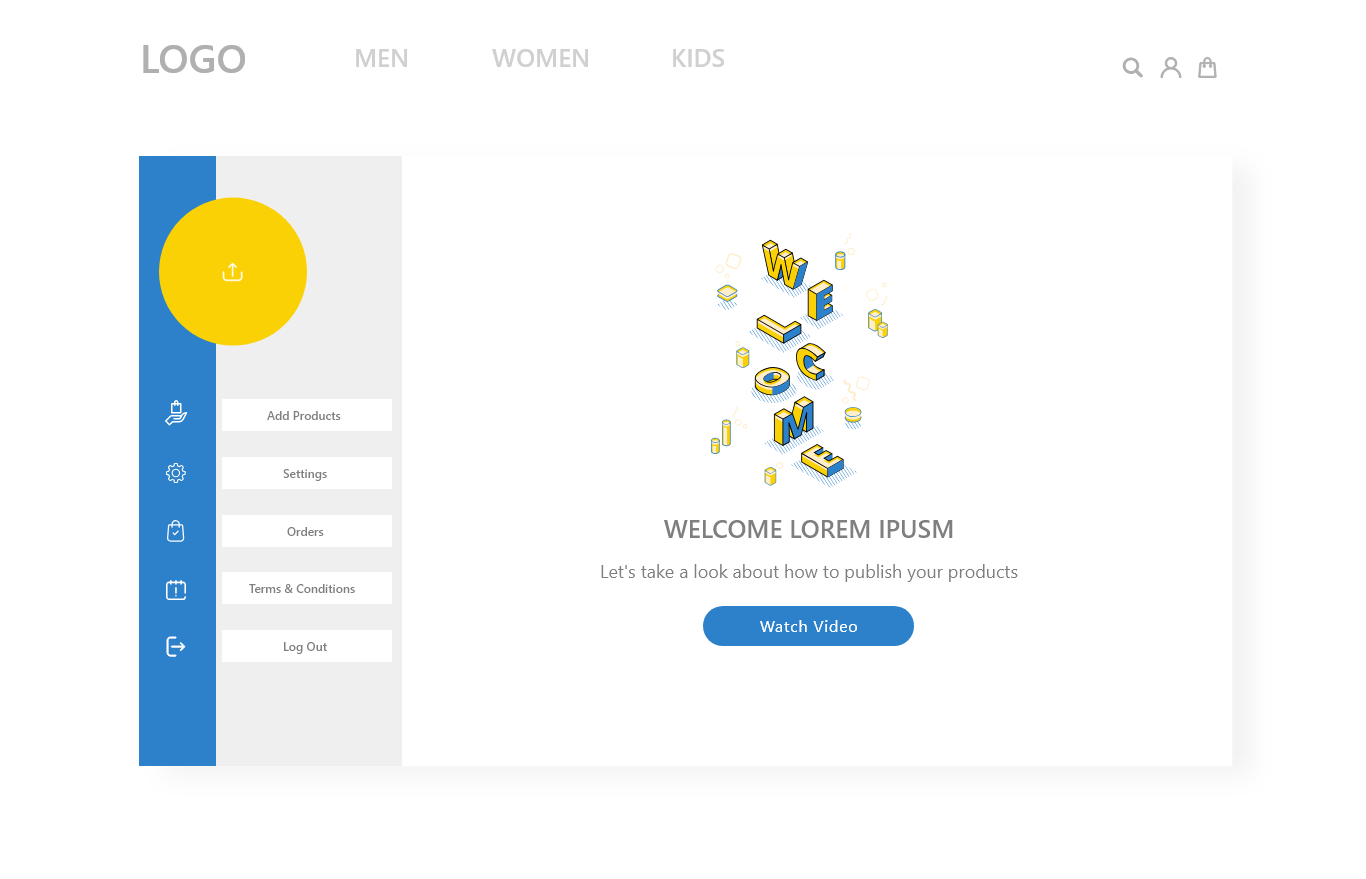 LOGO
MEN
WOMEN
KIDS
Add Products
Settings
Orders
Terms & Conditions
Log Out
WELCOME
WELCOME LOREM IPUSM
Let's take a look about how to publish your products
Watch Video